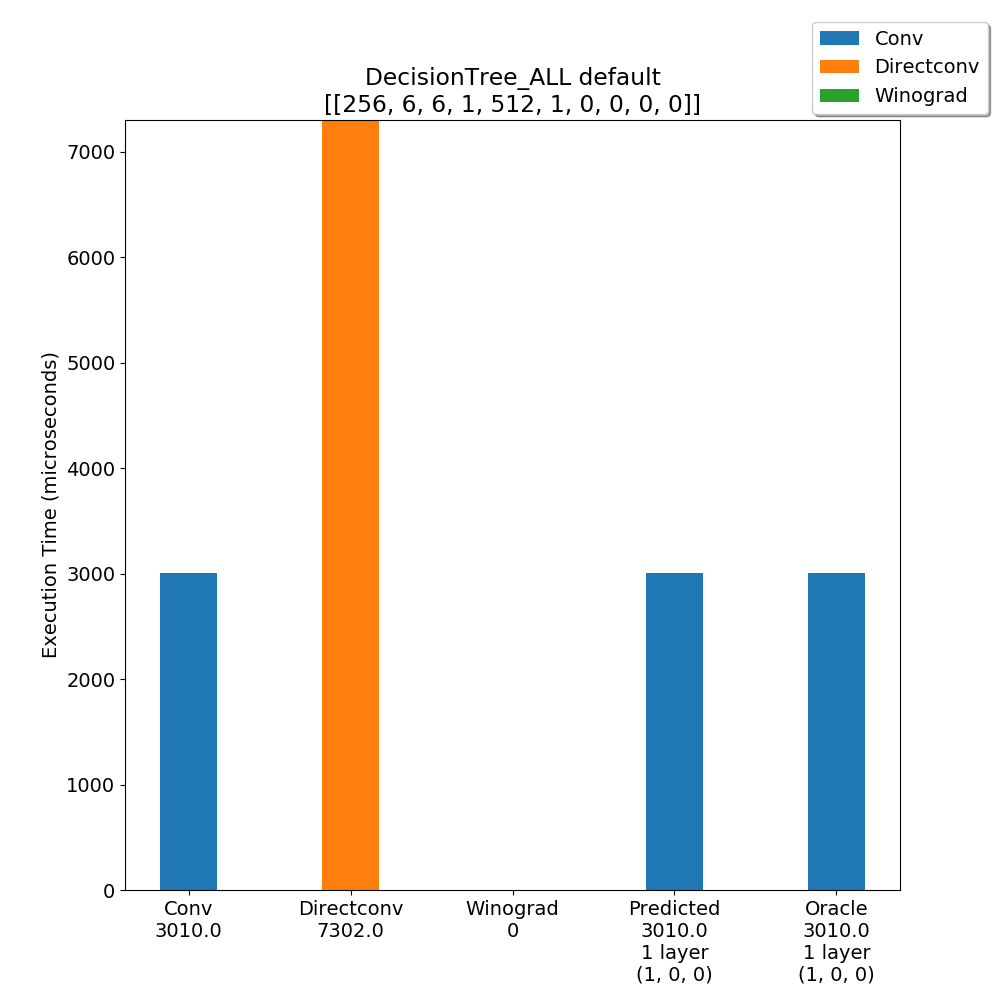 Conv
Directconv
Winograd
DecisionTree_ALL default
[[256, 6, 6, 1, 512, 1, 0, 0, 0, 0]]
Execution Time (microseconds)
7000
6000
5000
4000
3000
2000
1000
0
Conv
3010.0
Directconv
7302.0
Winograd
0
Predicted
3010.0
1 layer
(1, 0, 0)
Oracle
3010.0
1 layer
(1, 0, 0)